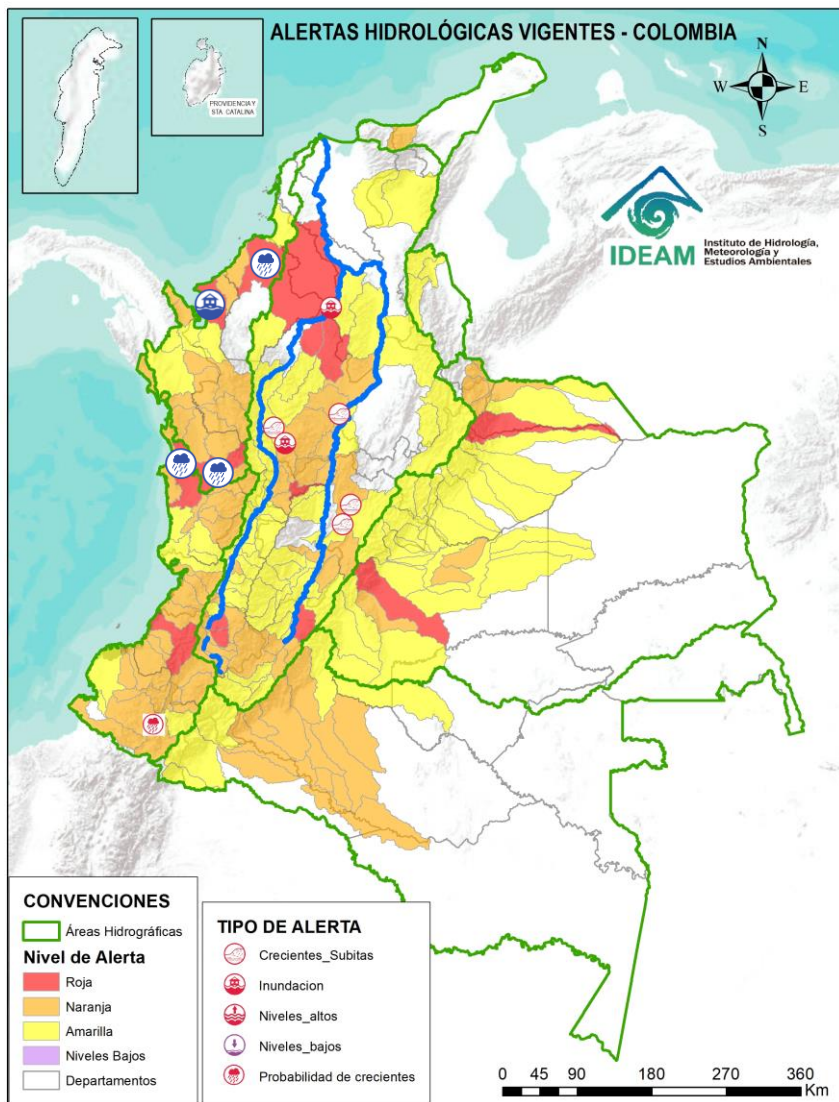 ALERTAS HIDROLÓGICAS VIGENTES - COLOMBIA
PROVIDENCIA Y
STA. CATALINA
N
W
E
S
IDEAM
Instituto de Hidrología,
Meteorología y
Estudios Ambientales
CONVENCIONES
Áreas Hidrográficas
Nivel de Alerta
Roja
Naranja
Amarilla
Niveles Bajos
Departamentos
TIPO DE ALERTA
Crecientes_Subitas
Inundacion
Niveles_altos
Niveles_bajos
Probabilidad de crecientes
0 45 90 180 270 360
Km